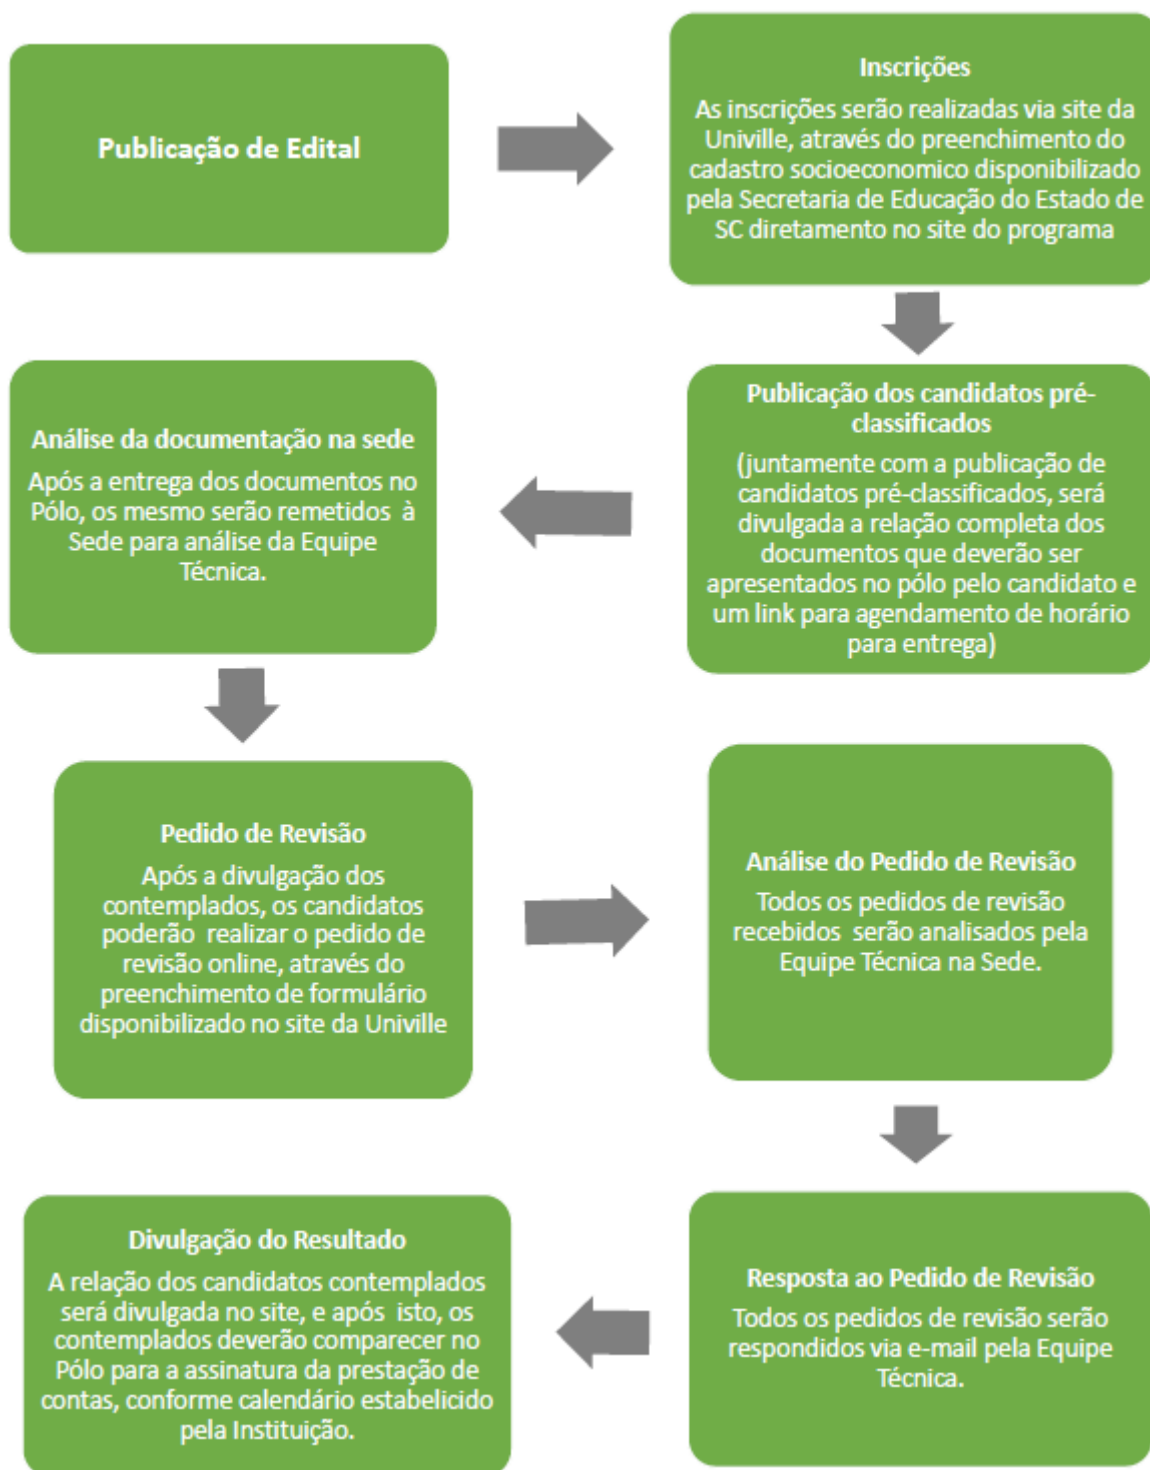 Publicação de Edital
Inscrições
As inscrições serão realizadas via site da
Univille, através do preenchimento do
cadastro socioeconomico disponibilizado
pela Secretaria de Educação do Estado de
SC diretamento no site do programa
Publicação dos candidatos pré-
classificados
(juntamente com a publicação de
candidatos pré-classificados, será
divulgada a relação completa dos
documentos que deverão ser
apresentados no pólo pelo candidato e
um link para agendamento de horário
para entrega)
Análise da documentação na sede
Após a entrega dos documentos no
Pólo, os mesmo serão remetidos à
Sede para análise da Equipe
Técnica.
Pedido de Revisão
Após a divulgação dos
contemplados, os candidatos
poderão realizar o pedido de
revisão online, através do
preenchimento de formulário
disponibilizado no site da Univille
Análise do Pedido de Revisão
Todos os pedidos de revisão
recebidos serão analisados pela
Equipe Técnica na Sede.
Resposta ao Pedido de Revisão
Todos os pedidos de revisão serão
respondidos via e-mail pela Equipe
Técnica.
Divulgação do Resultado
A relação dos candidatos contemplados
será divulgada no site, e após isto, os
contemplados deverão comparecer no
Pólo para a assinatura da prestação de
contas, conforme calendário estabelicido
pela Instituição.